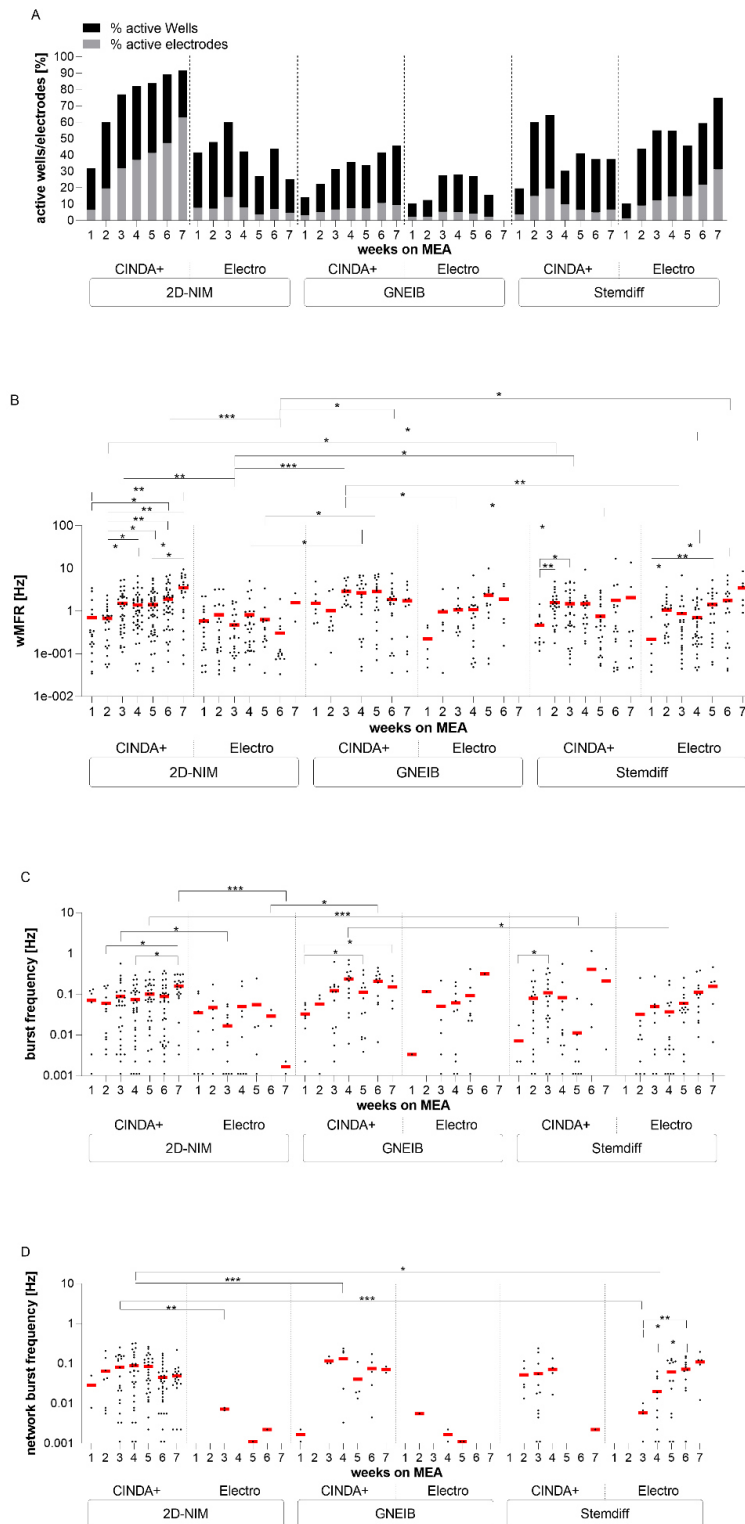 A
% active Wells
% active electrodes
active wells/electrodes [%]
100
90
80
70
60
50
40
30
20
10
0
1 2 3 4 5 6 7 1 2 3 4 5 6 7 1 2 3 4 5 6 7 1 2 3 4 5 6 7 1 2 3 4 5 6 7 1 2 3 4 5 6 7
weeks on MEA
CINDA+ Electro CINDA+ Electro CINDA+ Electro
2D-NIM GNEIB Stemdiff
B
wMFR [Hz]
100
10
1
1e-001
1e-002
1 2 3 4 5 6 7 1 2 3 4 5 6 7 1 2 3 4 5 6 7 1 2 3 4 5 6 7 1 2 3 4 5 6 7 1 2 3 4 5 6 7
weeks on MEA
CINDA+ Electro CINDA+ Electro CINDA+ Electro
2D-NIM GNEIB Stemdiff
C
burst frequency [Hz]
10
1
0.1
0.01
0.001
1 2 3 4 5 6 7 1 2 3 4 5 6 7 1 2 3 4 5 6 7 1 2 3 4 5 6 7 1 2 3 4 5 6 7 1 2 3 4 5 6 7
weeks on MEA
CINDA+ Electro CINDA+ Electro CINDA+ Electro
2D-NIM GNEIB Stemdiff
D
network burst frequency [Hz]
10
1
0.1
0.01
0.001
1 2 3 4 5 6 7 1 2 3 4 5 6 7 1 2 3 4 5 6 7 1 2 3 4 5 6 7 1 2 3 4 5 6 7 1 2 3 4 5 6 7
weeks on MEA
CINDA+ Electro CINDA+ Electro CINDA+ Electro
2D-NIM GNEIB Stemdiff